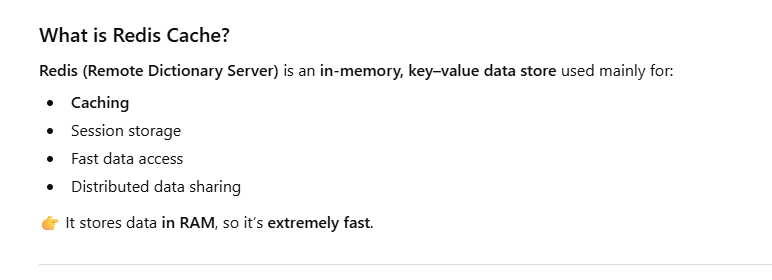 What is Redis Cache?
Redis (Remote Dictionary Server) is an in-memory, key–value data store used mainly for:
• Caching
• Session storage
• Fast data access
• Distributed data sharing
👉 It stores data in RAM, so it's extremely fast.